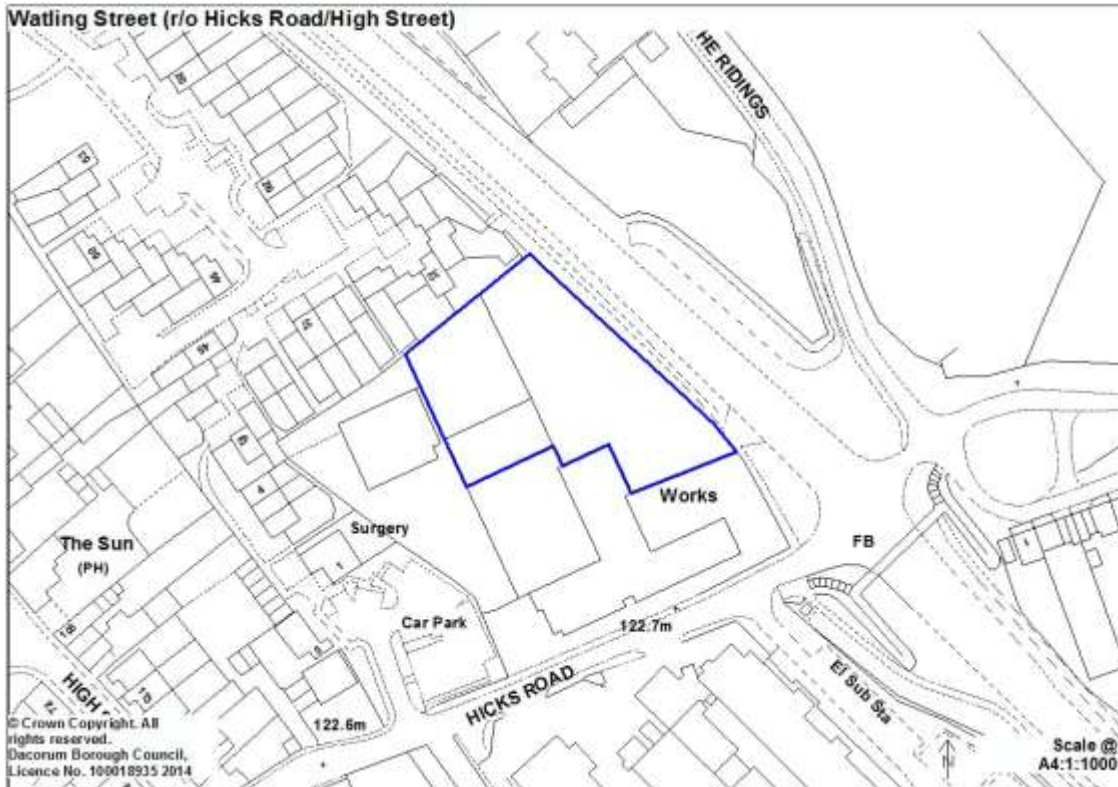 Watling Street (r/o Hicks Road/High Street)
HE RIDINGS
The Sun
(PH)
Surgery
Works
FB
Car Park
122.7m
HICKS ROAD
El Sub Sta
HIGH
122.6m
© Crown Copyright. All
rights reserved.
Dacorum Borough Council,
Licence No. 100018935 2014
Scale @
A4:1:1000